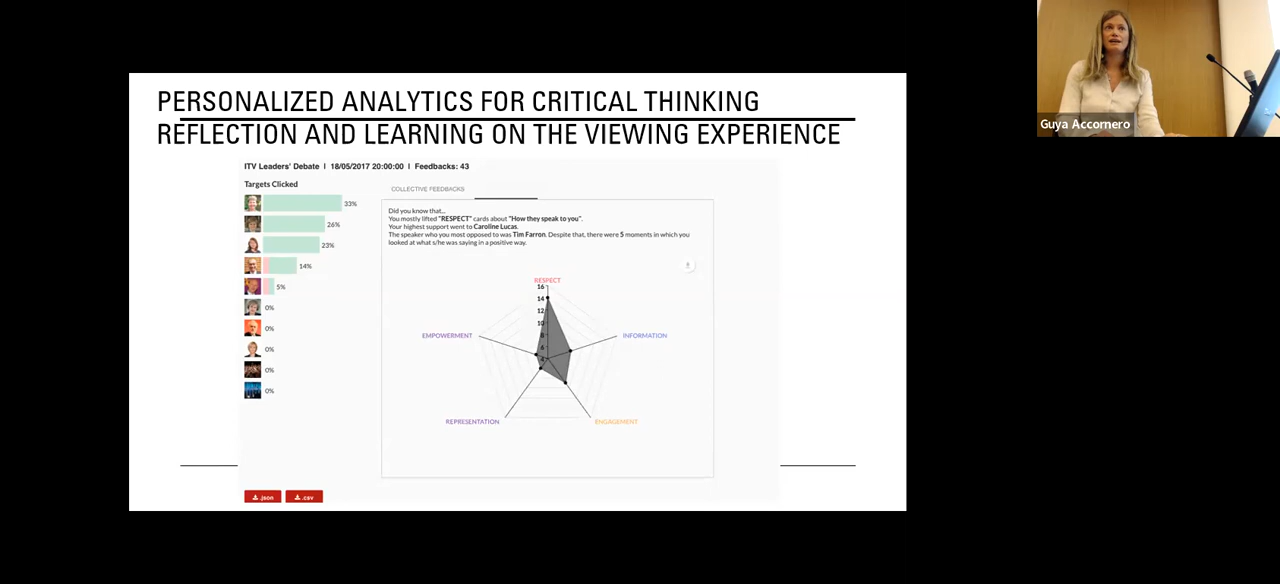 PERSONALIZED ANALYTICS FOR CRITICAL THINKING
REFLECTION AND LEARNING ON THE VIEWING EXPERIENCE
ITV Leaders' Debate | 18/05/2017 20:00:00 | Feedbacks: 43
Targets Clicked
33%
26%
23%
14%
5%
0%
0%
0%
0%
0%
COLLECTIVE FEEDBACKS
Did you know that...
You mostly lifted "RESPECT" cards about "How they speak to you".
Your highest support went to Caroline Lucas.
The speaker who you most opposed to was Tim Farron. Despite that, there were 5 moments in which you
looked at what s/he was saying in a positive way.
RESPECT
16
14
12
10
8
6
4
EMPOWERMENT
INFORMATION
REPRESENTATION
ENGAGEMENT
.json
.csv
Guya Accornero